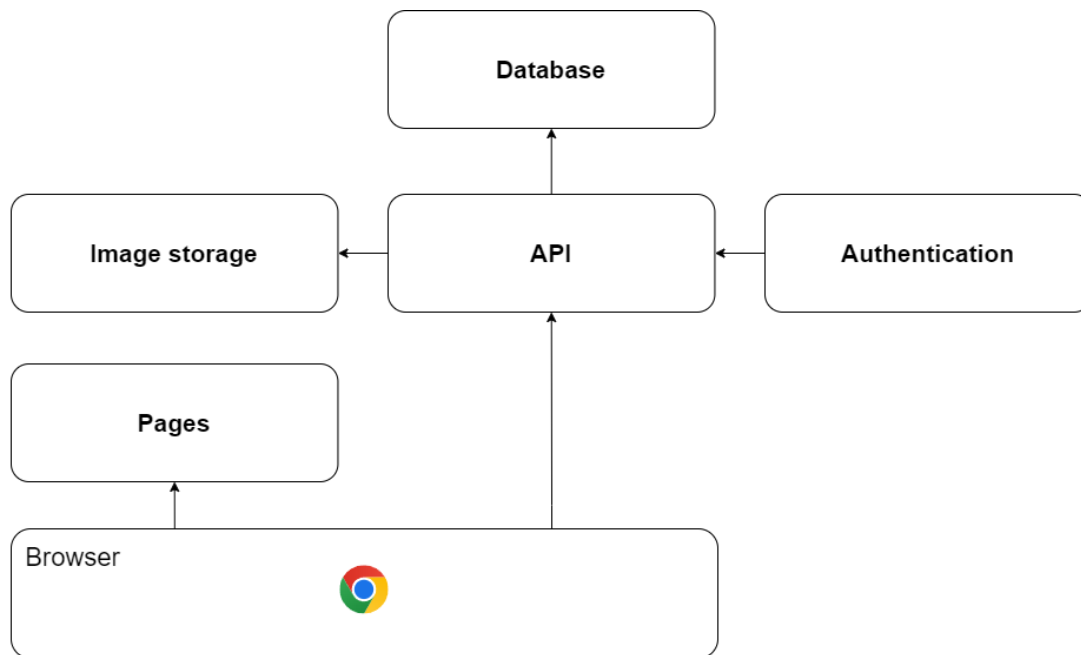 Database
Image storage
API
Authentication
Pages
Browser